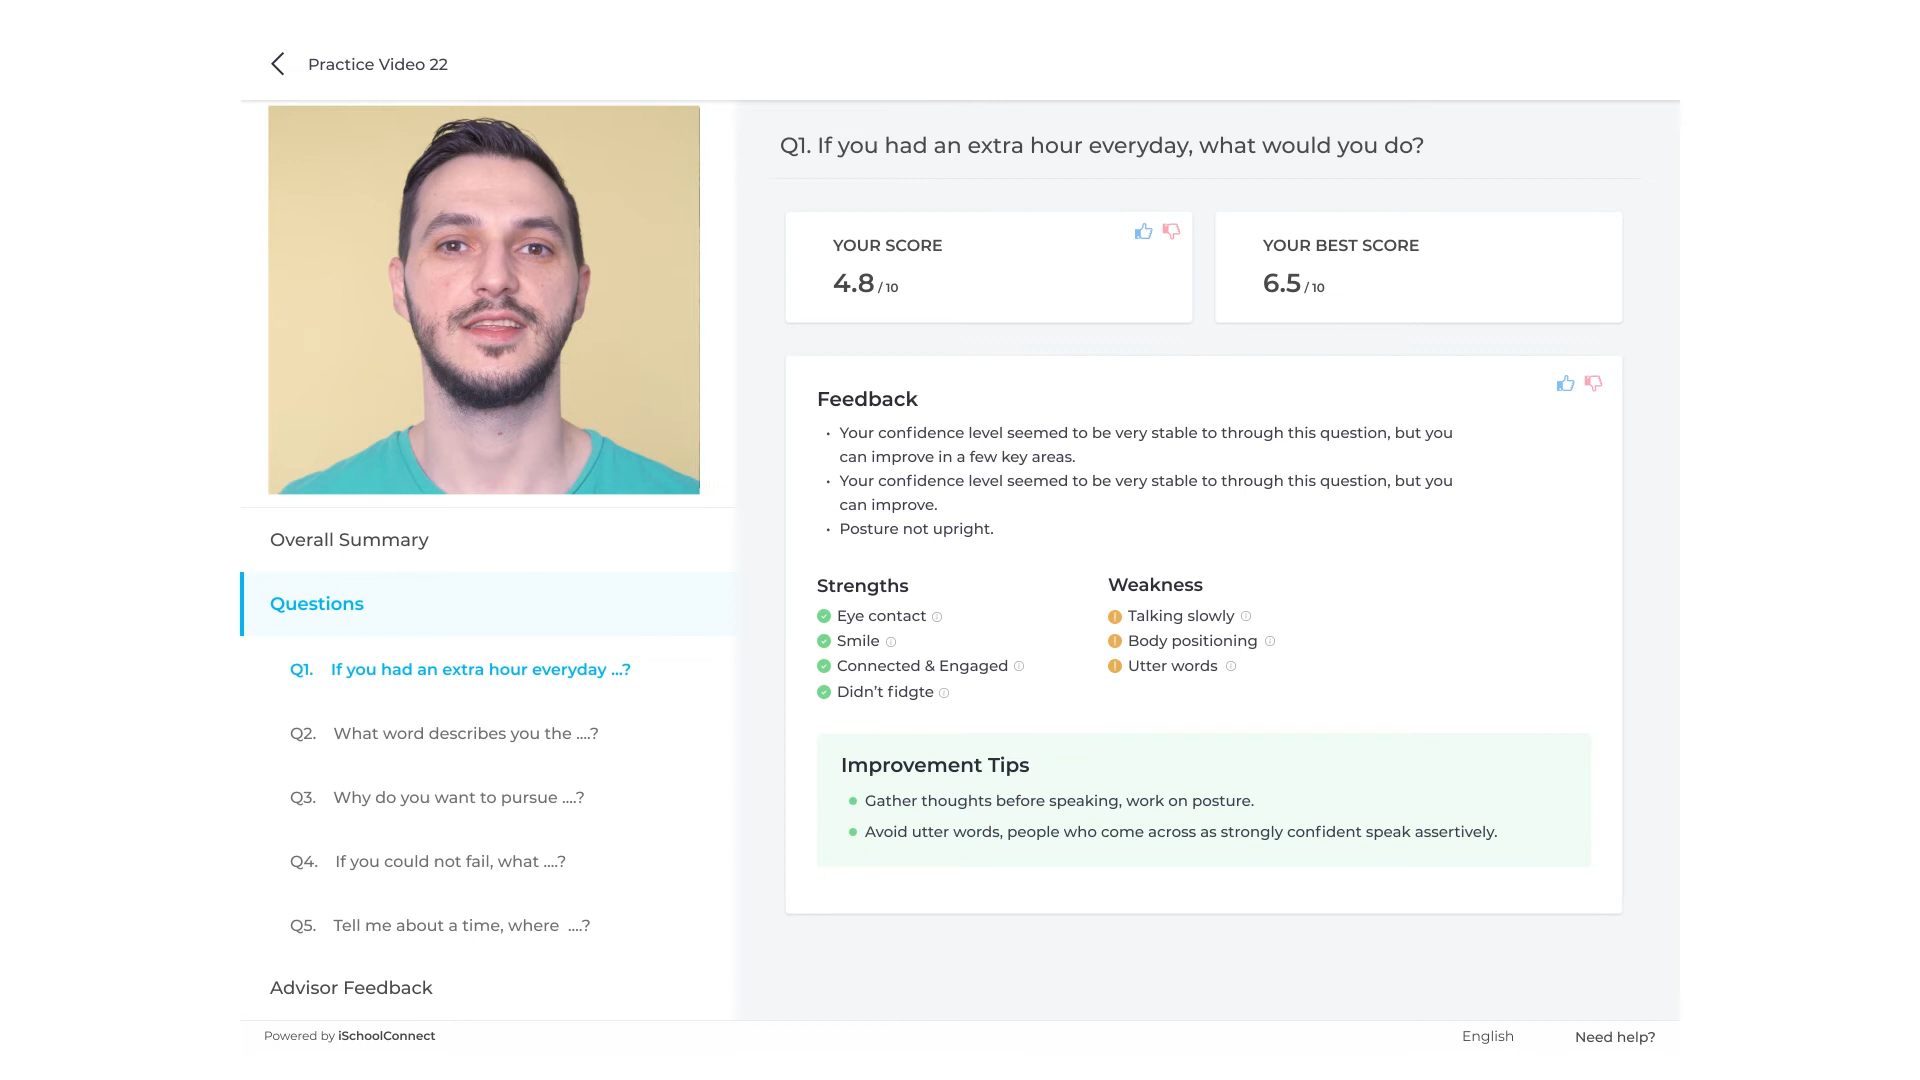 Practice Video 22
Q1. If you had an extra hour everyday, what would you do?
YOUR SCORE
4.8 / 10
YOUR BEST SCORE
6.5 / 10
Feedback
• Your confidence level seemed to be very stable to through this question, but you
can improve in a few key areas.
• Your confidence level seemed to be very stable to through this question, but you
can improve.
• Posture not upright.
Strengths
Eye contact
Smile
Connected & Engaged
Didn’t fidgte
Weakness
Talking slowly
Body positioning
Utter words
Improvement Tips
Gather thoughts before speaking, work on posture.
Avoid utter words, people who come across as strongly confident speak assertively.
Overall Summary
Questions
Q1. If you had an extra hour everyday ...?
Q2. What word describes you the ....?
Q3. Why do you want to pursue ....?
Q4. If you could not fail, what ....?
Q5. Tell me about a time, where ....?
Advisor Feedback
Powered by iSchoolConnect
English
Need help?